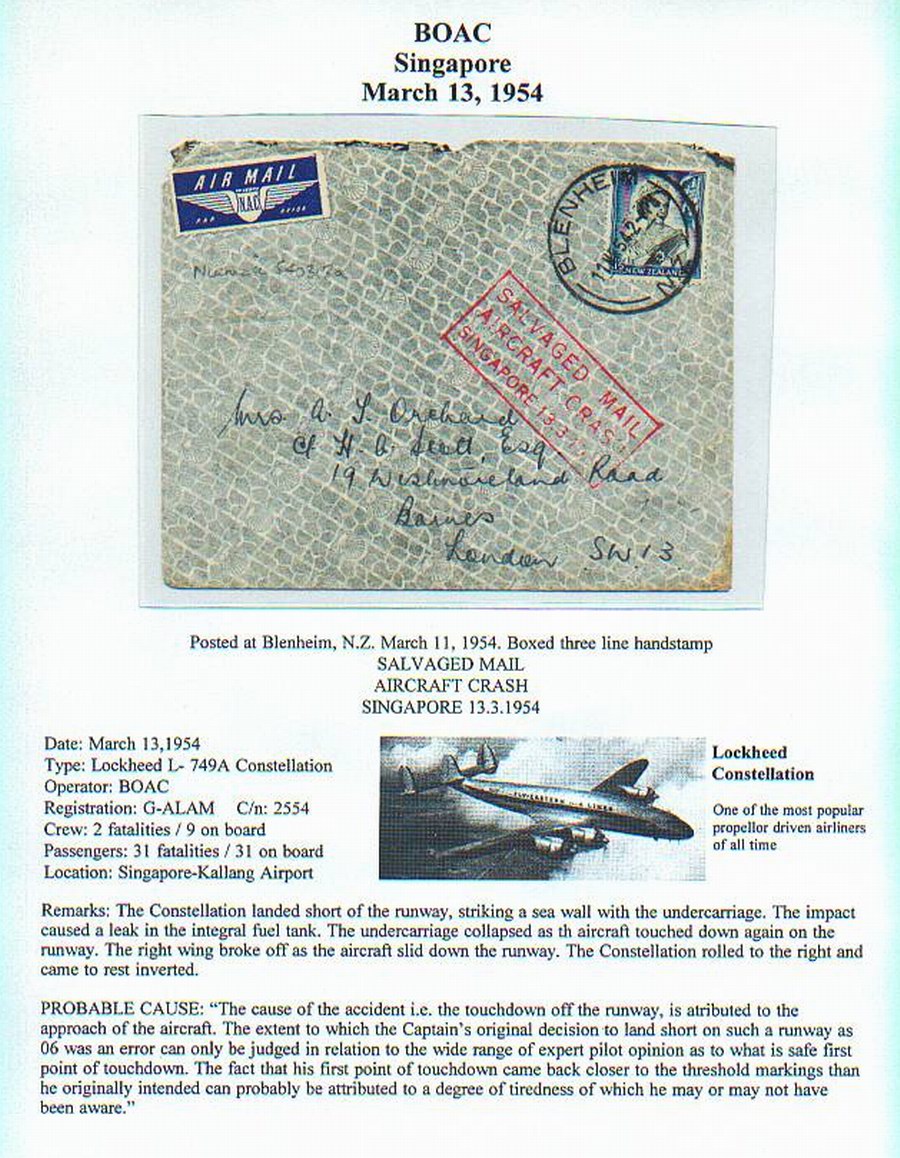 BOAC
Singapore
March 13, 1954
AIR MAIL
N.A.C.
PAR AVION
BLENHEIM
N.Z.
NEW ZEALAND
SALVAGED MAIL
AIRCRAFT CRAS
SINGAPORE 13.3
Mrs. A. I. Orchard
c/ H. A. Scott, Esq
19 Westmoreland Road
Barnes
London SW.13.
Posted at Blenheim, N.Z. March 11, 1954. Boxed three line handstamp
SALVAGED MAIL
AIRCRAFT CRASH
SINGAPORE 13.3.1954
Date: March 13,1954
Type: Lockheed L- 749A Constellation
Operator: BOAC
Registration: G-ALAM C/n: 2554
Crew: 2 fatalities / 9 on board
Passengers: 31 fatalities / 31 on board
Location: Singapore-Kallang Airport
FLY EASTERN AIR LINES
Lockheed
Constellation
One of the most popular
propellor driven airliners
of all time
Remarks: The Constellation landed short of the runway, striking a sea wall with the undercarriage. The impact
caused a leak in the integral fuel tank. The undercarriage collapsed as th aircraft touched down again on the
runway. The right wing broke off as the aircraft slid down the runway. The Constellation rolled to the right and
came to rest inverted.
PROBABLE CAUSE: “The cause of the accident i.e. the touchdown off the runway, is atributed to the
approach of the aircraft. The extent to which the Captain’s original decision to land short on such a runway as
06 was an error can only be judged in relation to the wide range of expert pilot opinion as to what is safe first
point of touchdown. The fact that his first point of touchdown came back closer to the threshold markings than
he originally intended can probably be attributed to a degree of tiredness of which he may or may not have
been aware.”